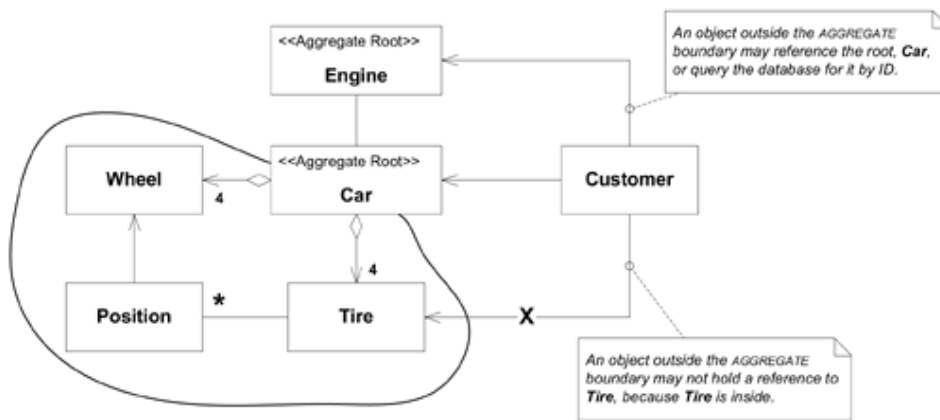 <<Aggregate Root>>
Engine
An object outside the AGGREGATE
boundary may reference the root, Car,
or query the database for it by ID.
<<Aggregate Root>>
Car
Wheel
4
Customer
4
Position
*
Tire
X
An object outside the AGGREGATE
boundary may not hold a reference to
Tire, because Tire is inside.